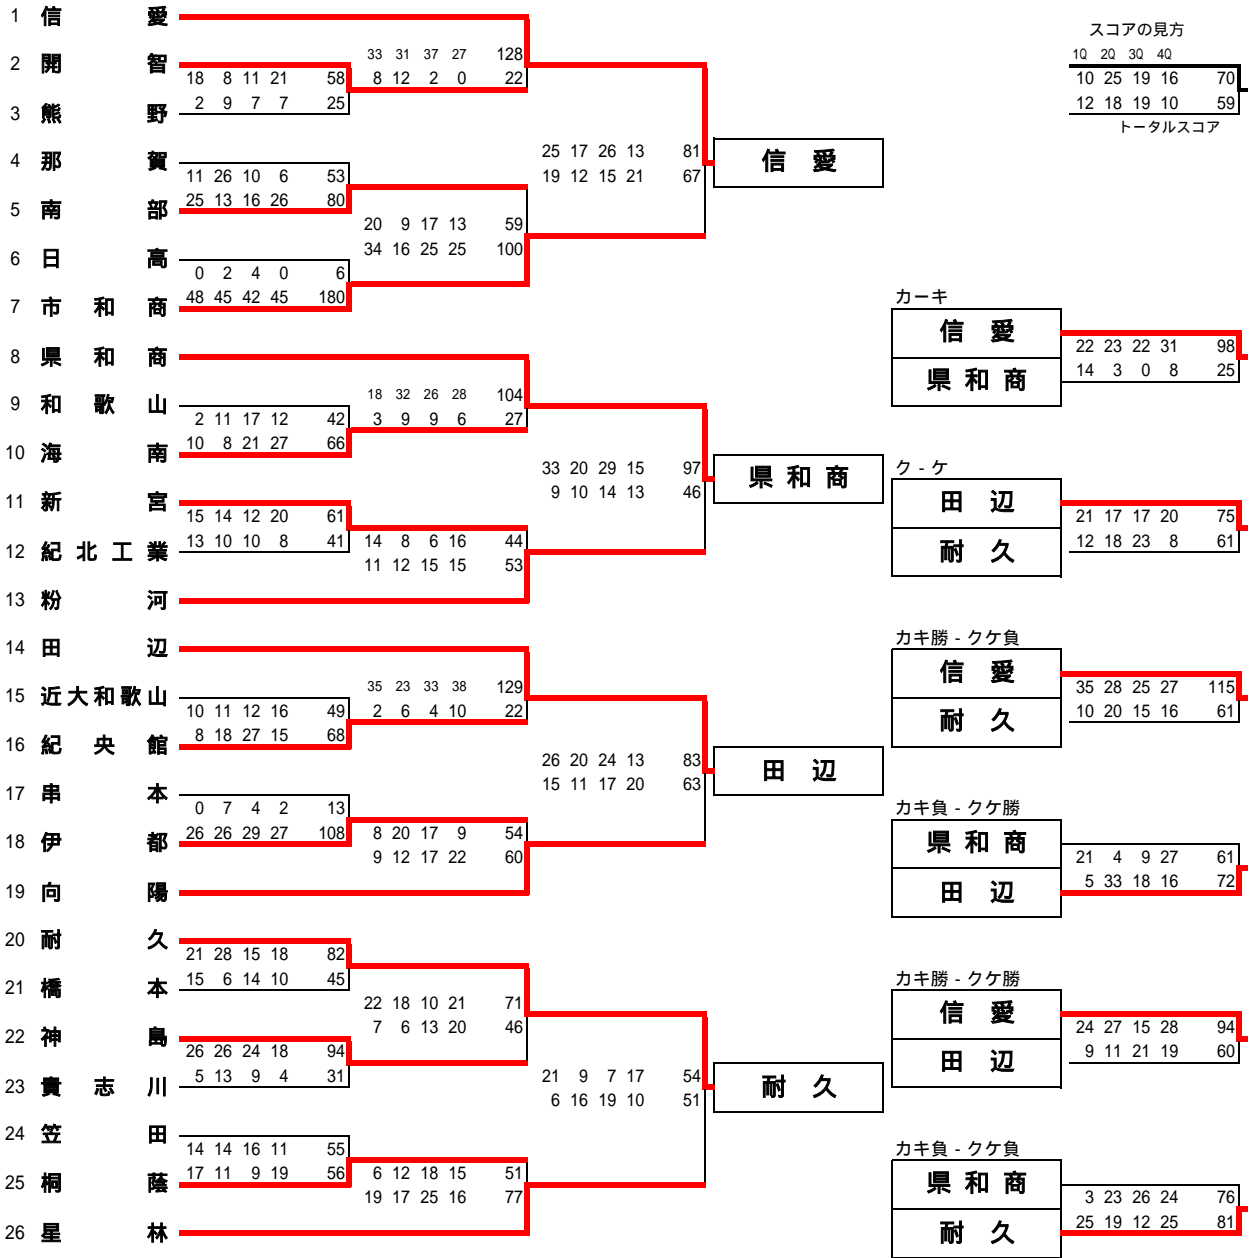 1 信 愛
2 開 智
3 熊 野
4 那 賀
5 南 部
6 日 高
7 市 和 商
8 県 和 商
9 和 歌 山
10 海 南
11 新 宮
12 紀 北 工 業
13 粉 河
14 田 辺
15 近 大 和 歌 山
16 紀 央 館
17 串 本
18 伊 都
19 向 陽
20 耐 久
21 橋 本
22 神 島
23 貴 志 川
24 笠 田
25 桐 蔭
26 星 林
18 8 11 21 58
2 9 7 7 25
11 26 10 6 53
25 13 16 26 80
0 2 4 0 6
48 45 42 45 180
2 11 17 12 42
10 8 21 27 66
15 14 12 20 61
13 10 10 8 41
10 11 12 16 49
8 18 27 15 68
0 7 4 2 13
26 26 29 27 108
21 28 15 18 82
15 6 14 10 45
26 26 24 18 94
5 13 9 4 31
14 14 16 11 55
17 11 9 19 56
33 31 37 27 128
8 12 2 0 22
20 9 17 13 59
34 16 25 25 100
18 32 26 28 104
3 9 9 6 27
14 8 6 16 44
11 12 15 15 53
35 23 33 38 129
2 6 4 10 22
8 20 17 9 54
9 12 17 22 60
22 18 10 21 71
7 6 13 20 46
6 12 18 15 51
19 17 25 16 77
25 17 26 13 81
19 12 15 21 67
33 20 29 15 97
9 10 14 13 46
26 20 24 13 83
15 11 17 20 63
21 9 7 17 54
6 16 19 10 51
信 愛
県 和 商
田 辺
耐 久
スコアの見方
1Q 2Q 3Q 4Q
10 25 19 16 70
12 18 19 10 59
トータルスコア
カーキ
信 愛
22 23 22 31 98
県 和 商
14 3 0 8 25
ク - ケ
田 辺
21 17 17 20 75
耐 久
12 18 23 8 61
カキ勝 - クケ負
信 愛
35 28 25 27 115
耐 久
10 20 15 16 61
カキ負 - クケ勝
県 和 商
21 4 9 27 61
田 辺
5 33 18 16 72
カキ勝 - クケ勝
信 愛
24 27 15 28 94
田 辺
9 11 21 19 60
カキ負 - クケ負
県 和 商
3 23 26 24 76
耐 久
25 19 12 25 81